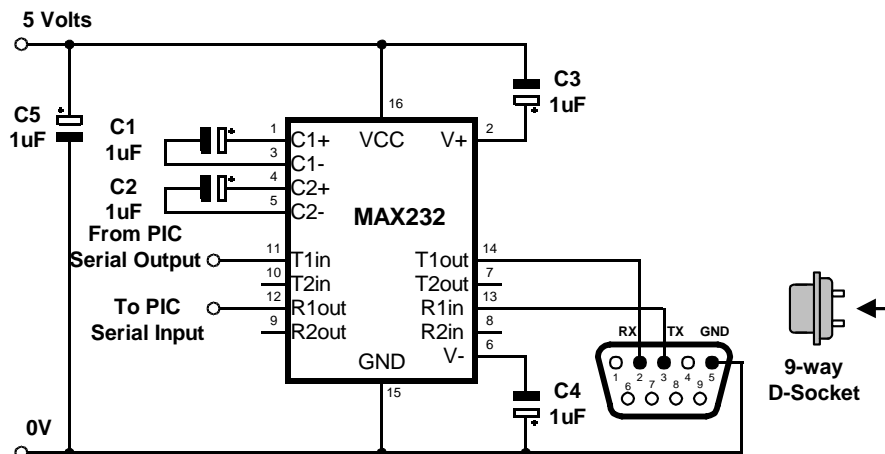 5 Volts
C5
1uF
+
C1
1uF
+
C2
1uF
+
C3
1uF
+
16
1
3
4
5
2
C1+
VCC
V+
C1-
C2+
C2-
MAX232
From PIC
Serial Output
11
T1in
T1out
14
10
T2in
T2out
7
To PIC
Serial Input
12
R1out
R1in
13
9
R2out
R2in
8
V-
6
GND
15
C4
1uF
+
RX
TX
GND
1
2
3
4
5
6
7
8
9
9-way
D-Socket
0V